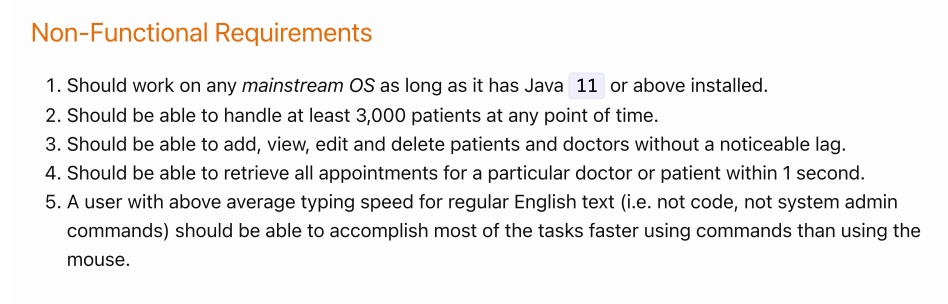 Non-Functional Requirements
1. Should work on any mainstream OS as long as it has Java 11 or above installed.
2. Should be able to handle at least 3,000 patients at any point of time.
3. Should be able to add, view, edit and delete patients and doctors without a noticeable lag.
4. Should be able to retrieve all appointments for a particular doctor or patient within 1 second.
5. A user with above average typing speed for regular English text (i.e. not code, not system admin
commands) should be able to accomplish most of the tasks faster using commands than using the
mouse.